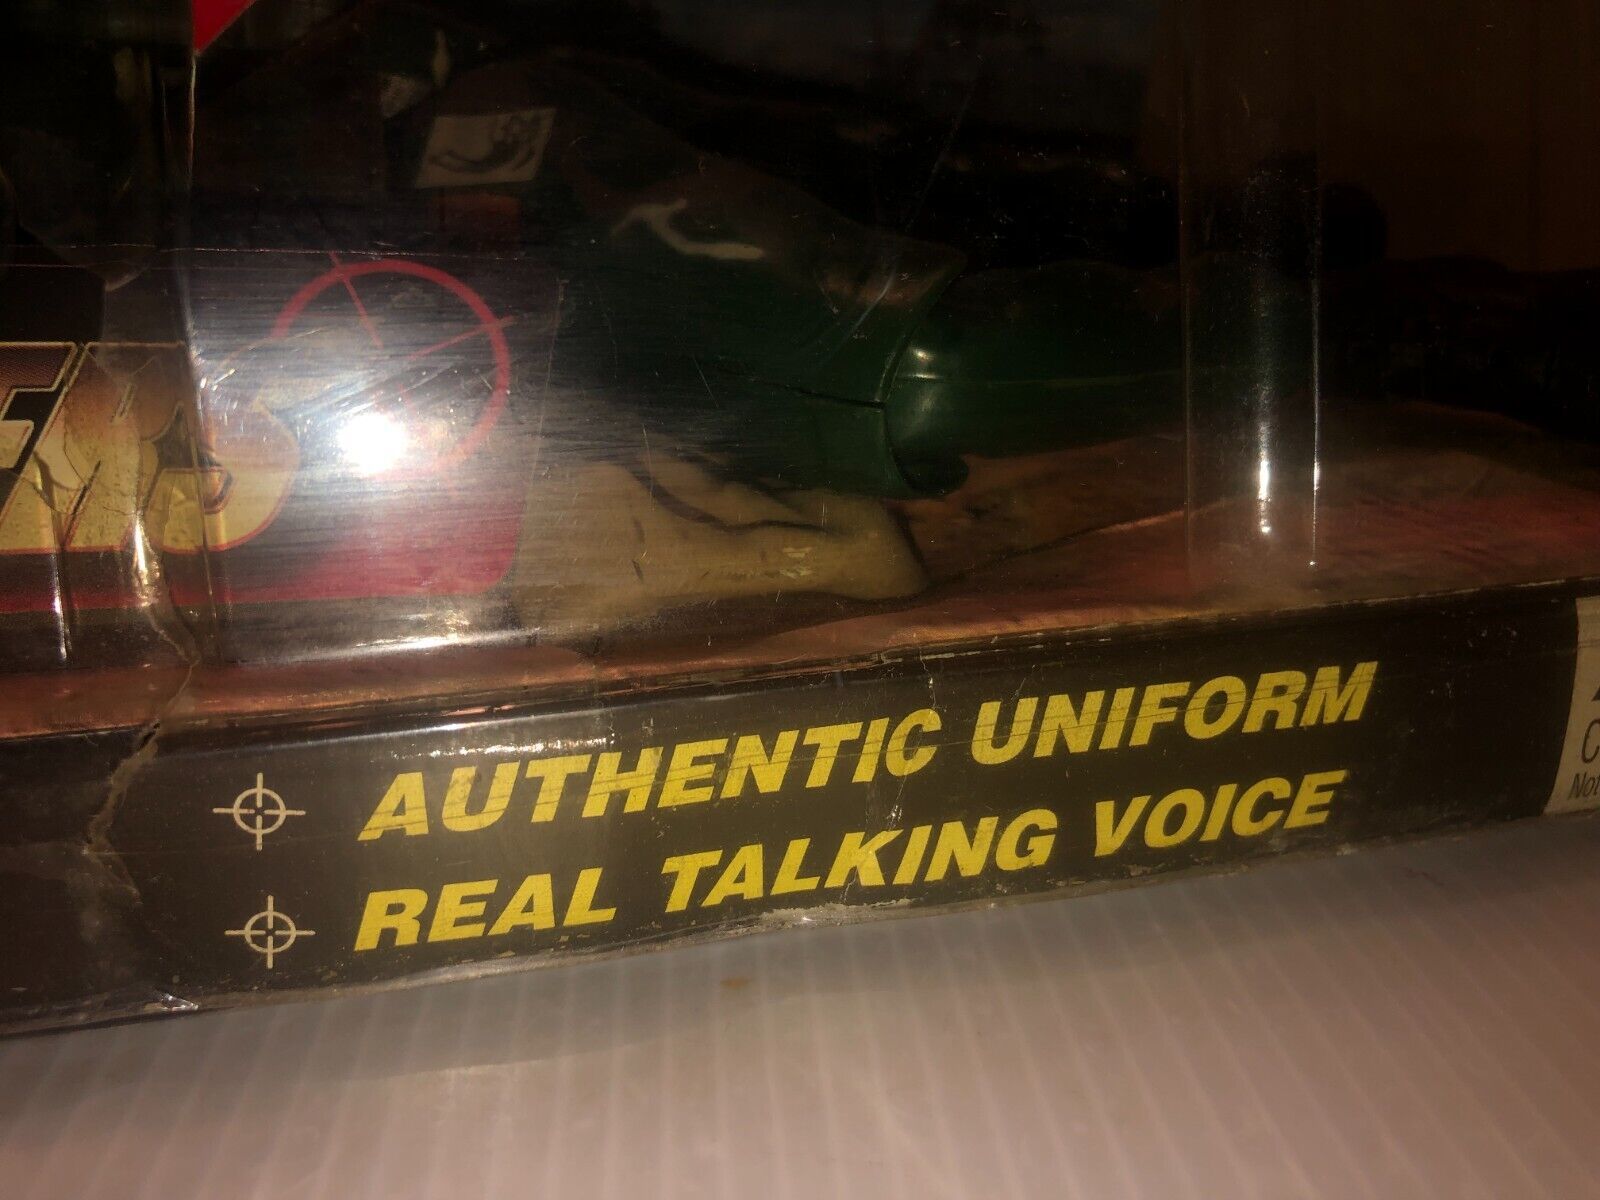 AUTHENTIC UNIFORM
REAL TALKING VOICE